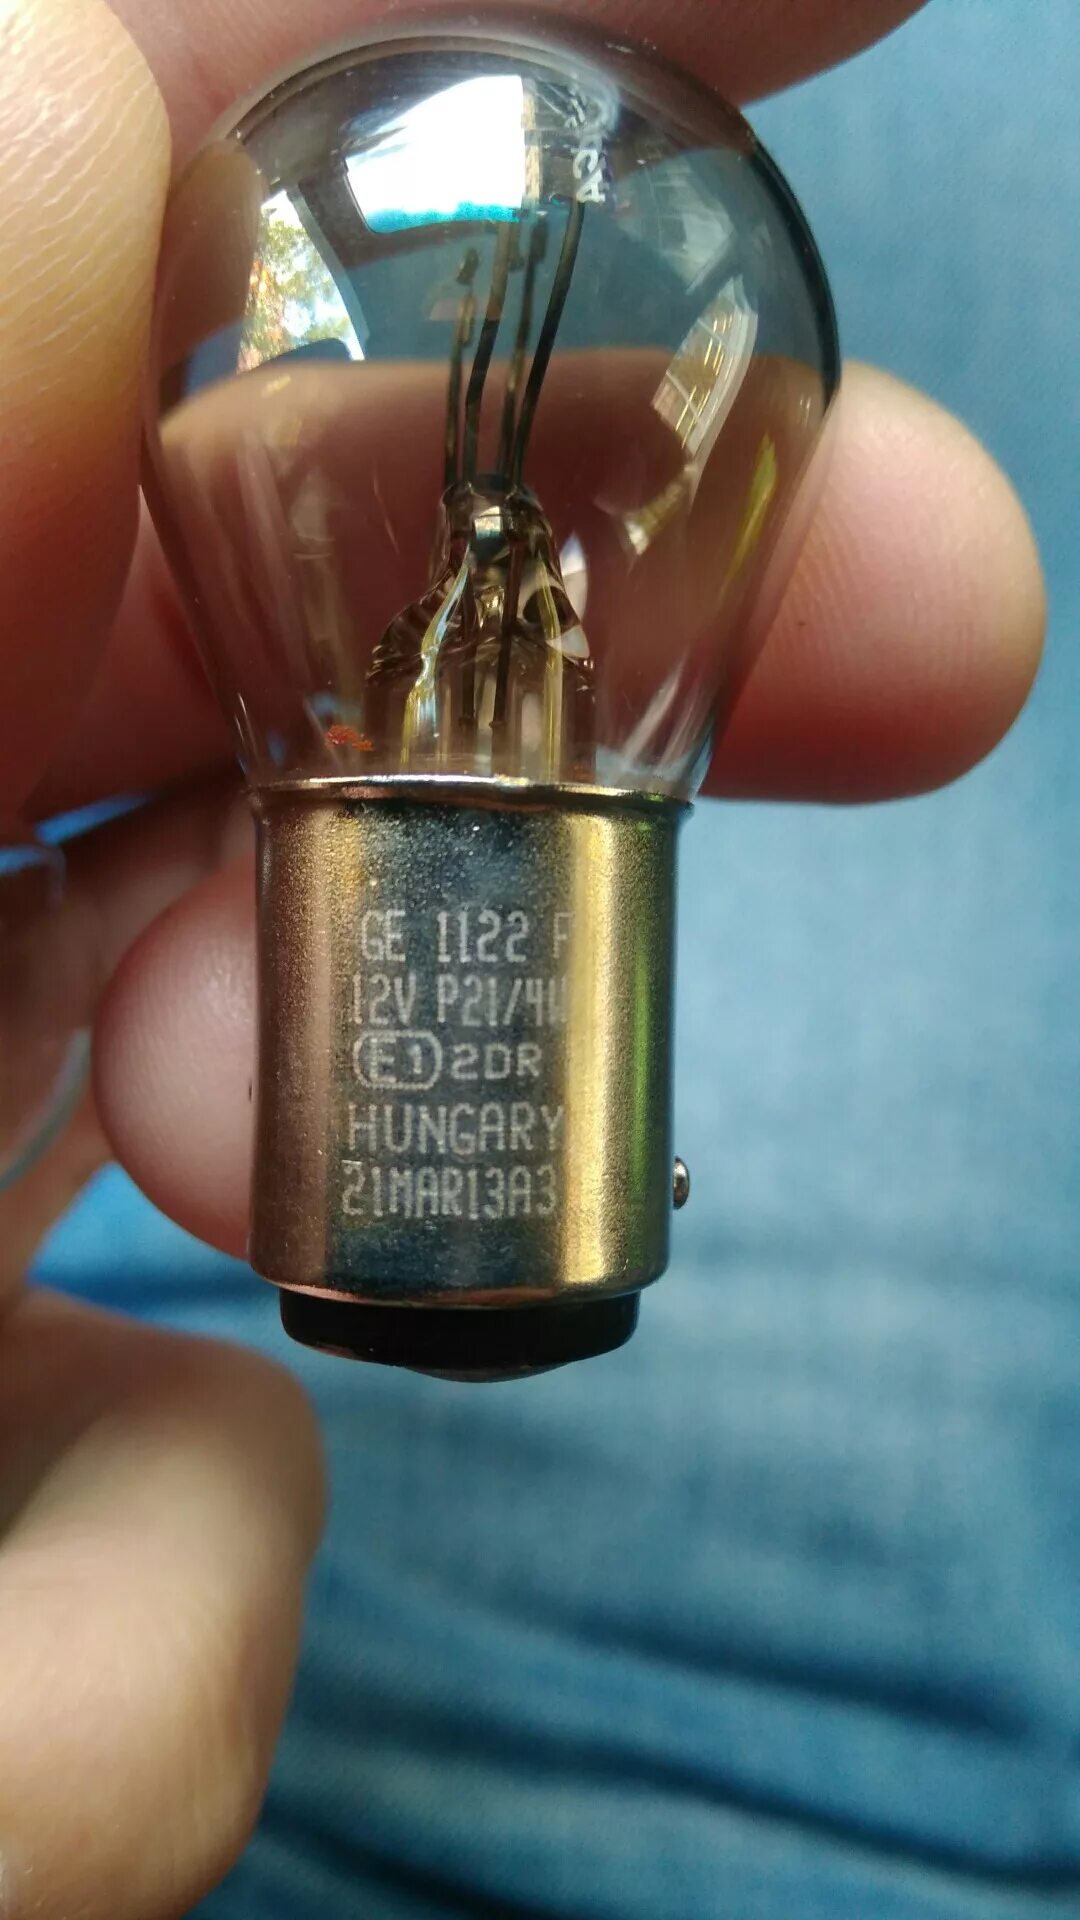 GE 1122 F
12V P21/4W
E1 2DR
HUNGARY
21MAR13A3